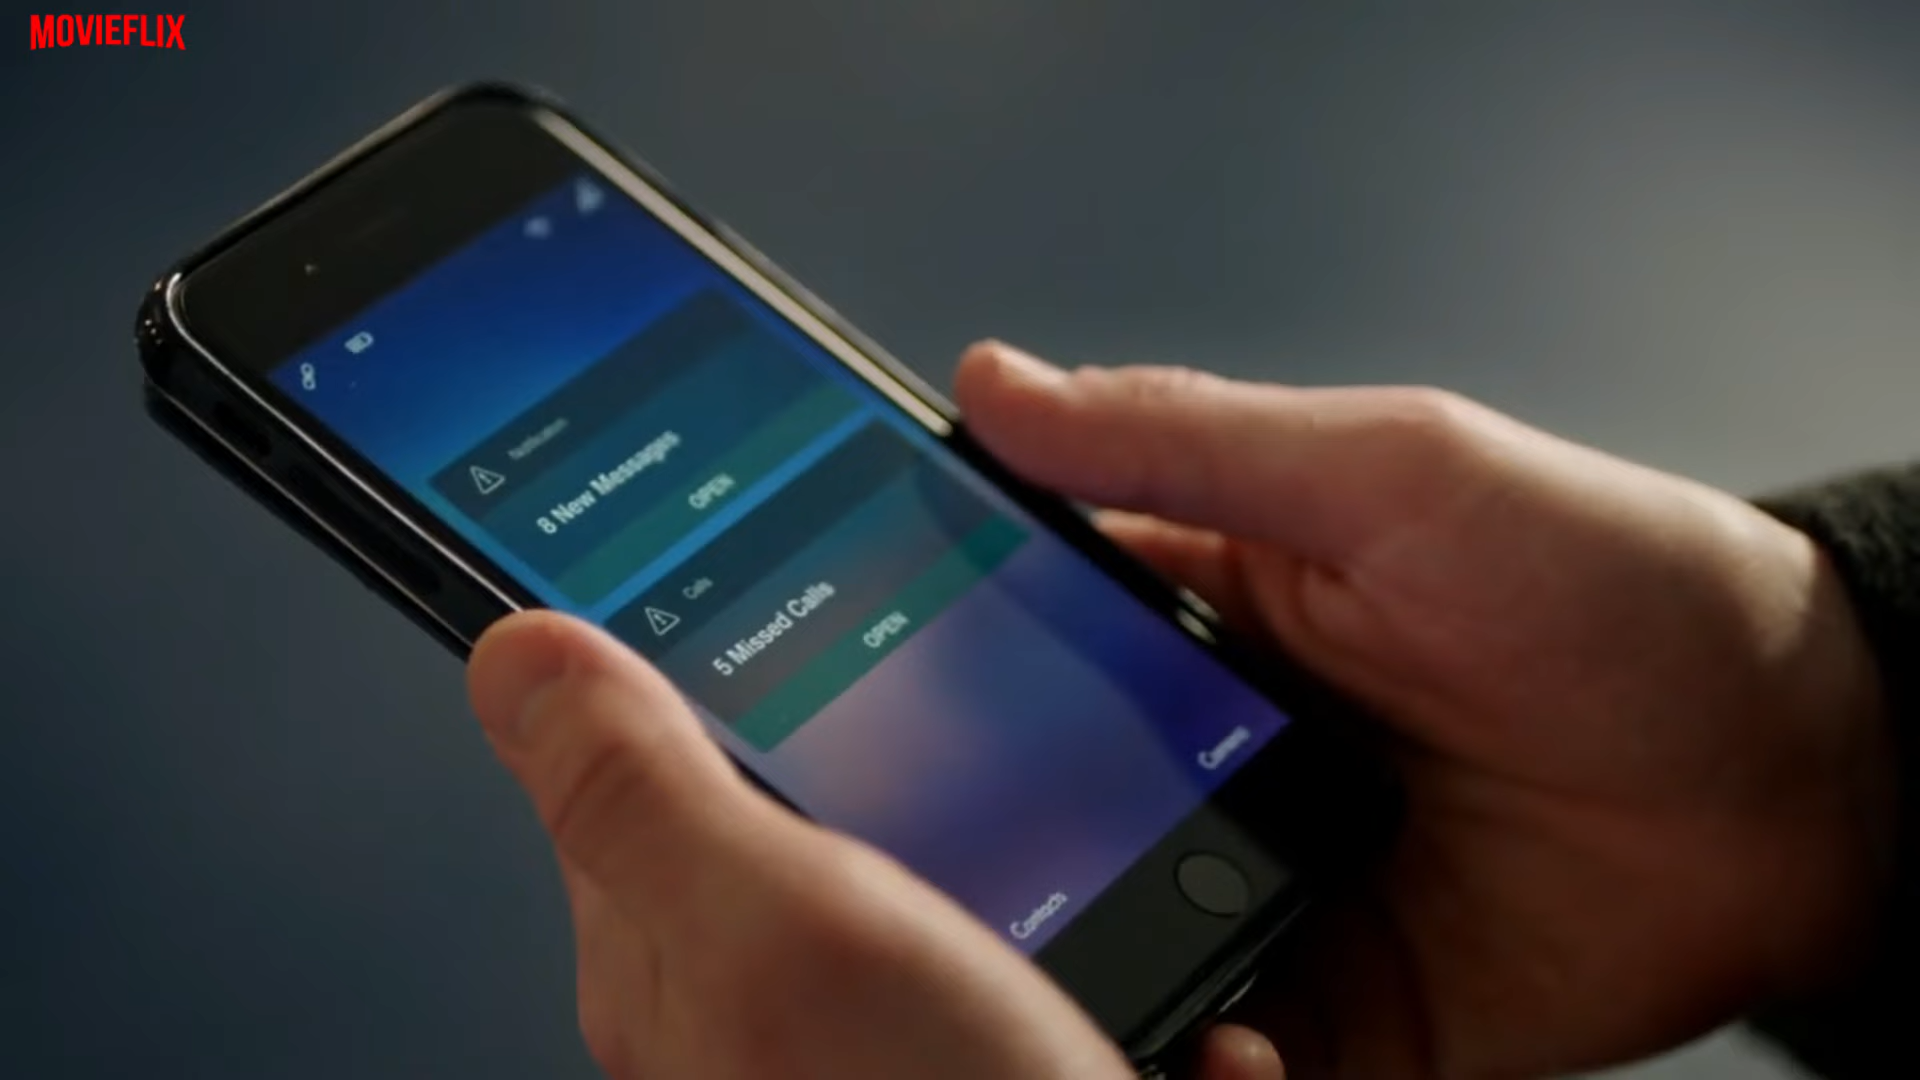 MOVIEFLIX
Notification
8 New Messages
OPEN
Calls
5 Missed Calls
OPEN
Contacts
Camera